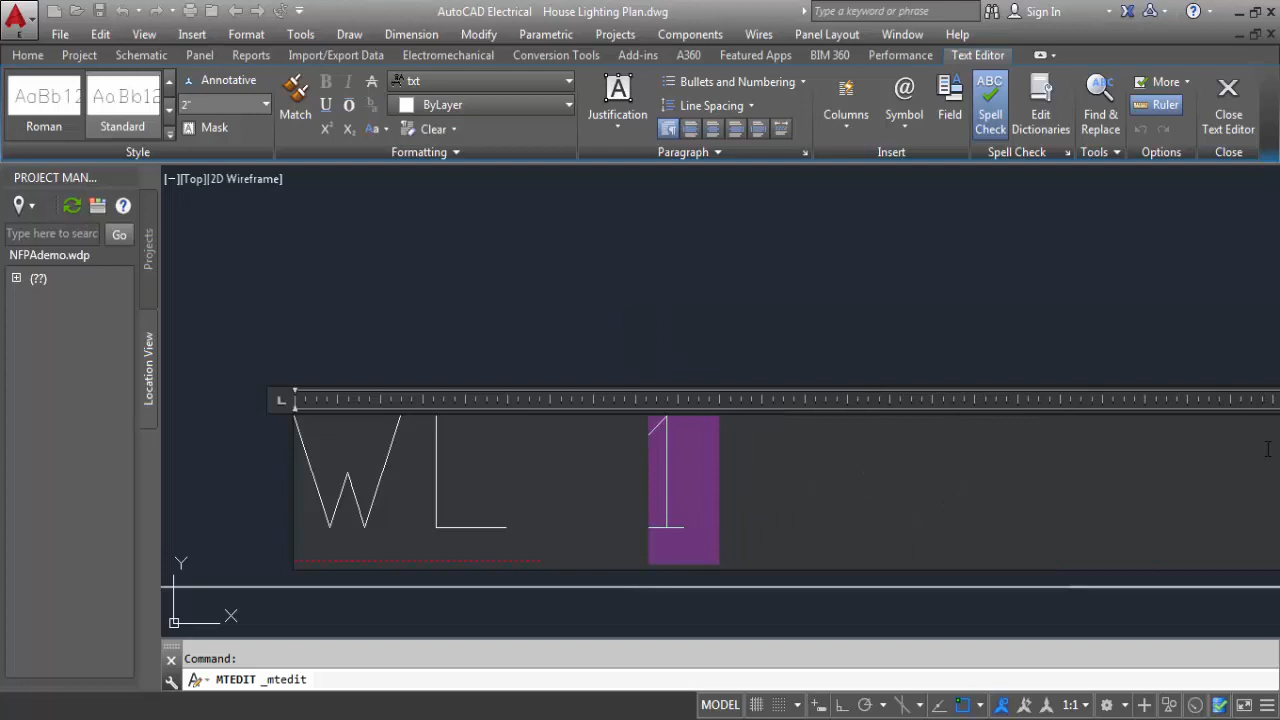 AutoCAD Electrical House Lighting Plan.dwg
Type a keyword or phrase
Sign In
File Edit View Insert Format Tools Draw Dimension Modify Parametric Projects Components Wires Panel Layout Window Help
Home Project Schematic Panel Reports Import/Export Data Electromechanical Conversion Tools Add-ins A360 Featured Apps BIM 360 Performance Text Editor
AaBb12 AaBb12
Roman Standard
Annotative
2"
Mask
Style
Match
txt
ByLayer
Clear
Formatting
Justification
Bullets and Numbering
Line Spacing
Paragraph
Columns
Symbol
Field
Insert
ABC
Spell
Check
Edit
Dictionaries
Spell Check
Find &
Replace
Tools
More
Ruler
Options
Close
Text Editor
Close
PROJECT MAN...
Type here to searc
Go
NFPAdemo.wdp
(??)
Projects
Location View
[−][Top][2D Wireframe]
WL 1
Y
X
Command:
MTEDIT _mtedit
MODEL
1:1